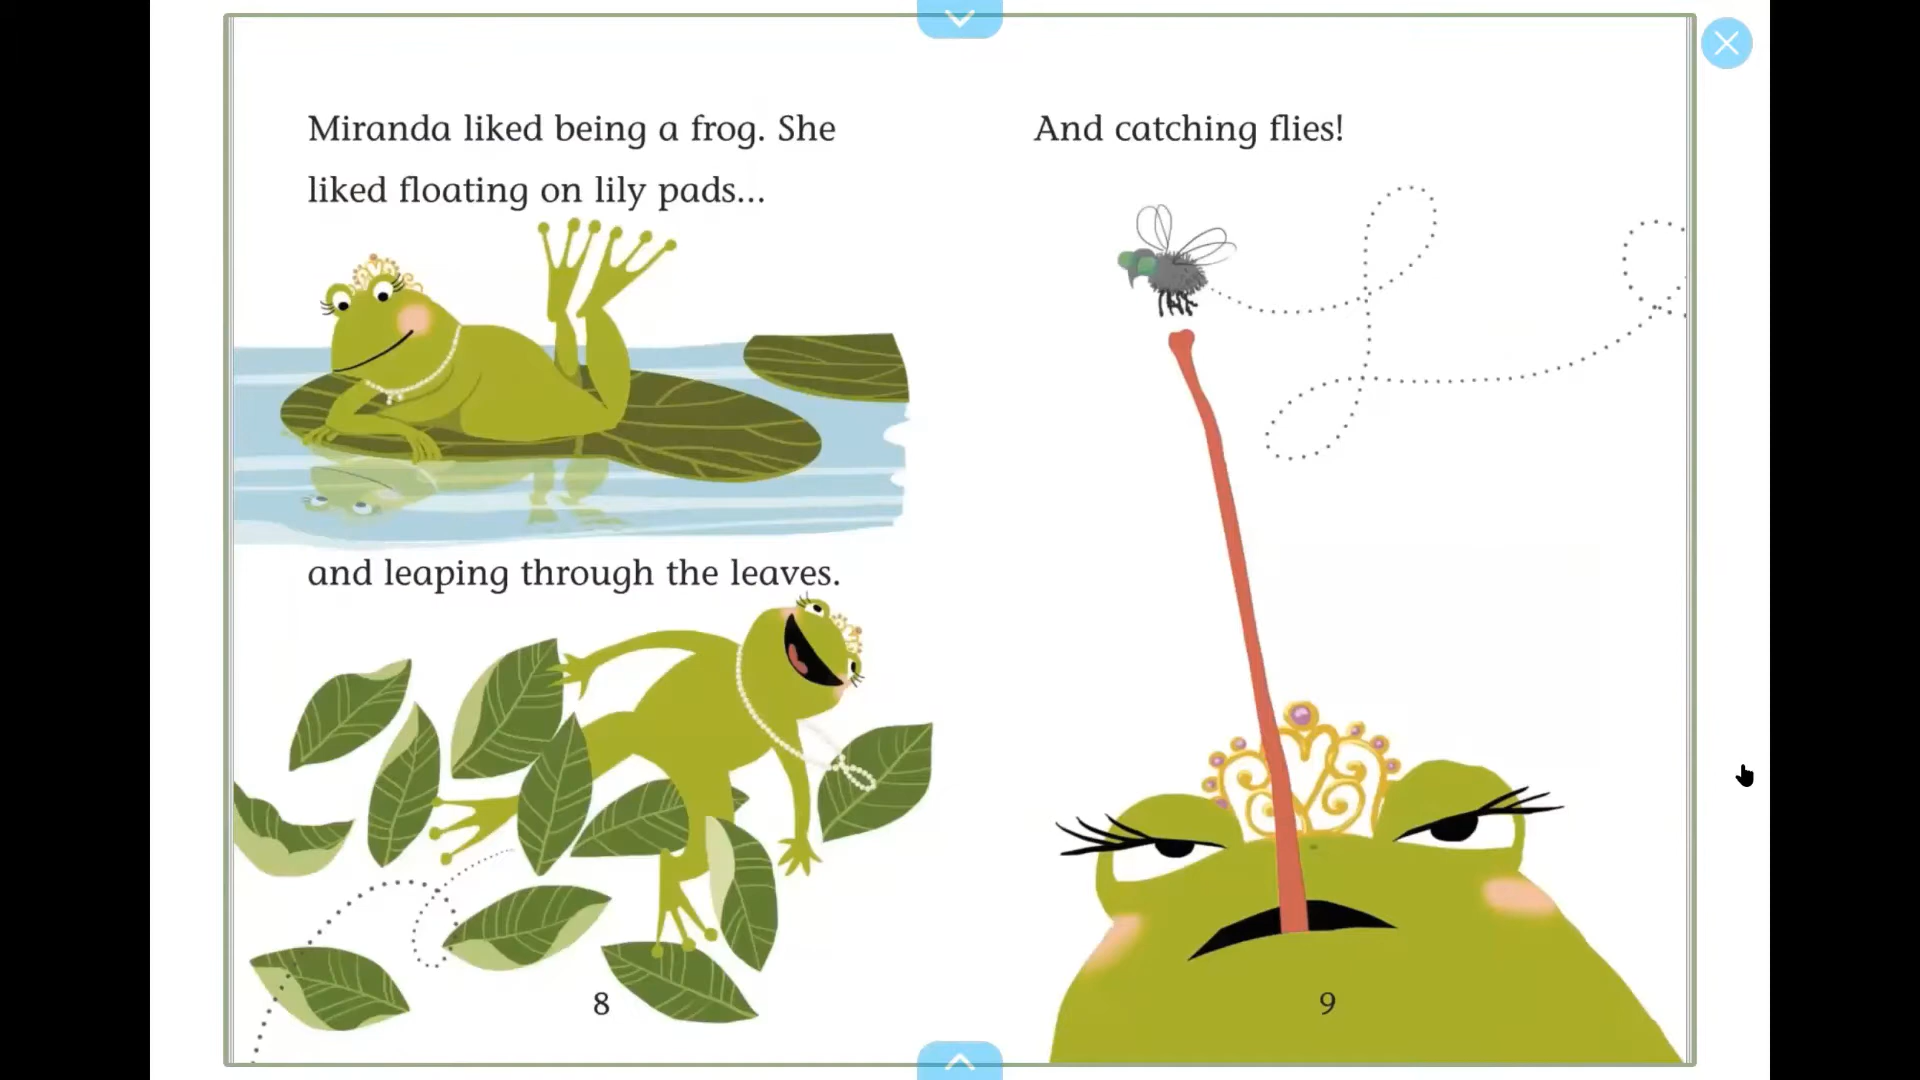 Miranda liked being a frog. She
liked floating on lily pads...
and leaping through the leaves.
8
And catching flies!
9